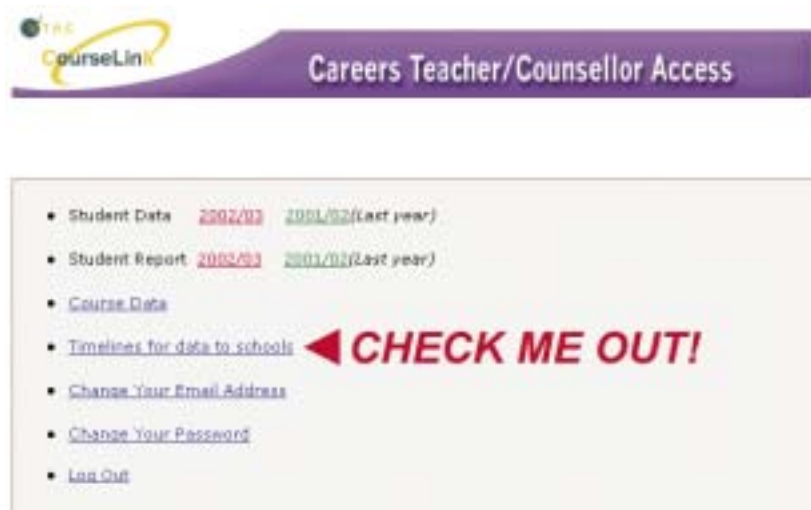 VTAC
CourseLink
Careers Teacher/Counsellor Access
• Student Data 2002/03 2001/02(Last year)
• Student Report 2002/03 2001/02(Last year)
• Course Data
• Timelines for data to schools CHECK ME OUT!
• Change Your Email Address
• Change Your Password
• Log Out